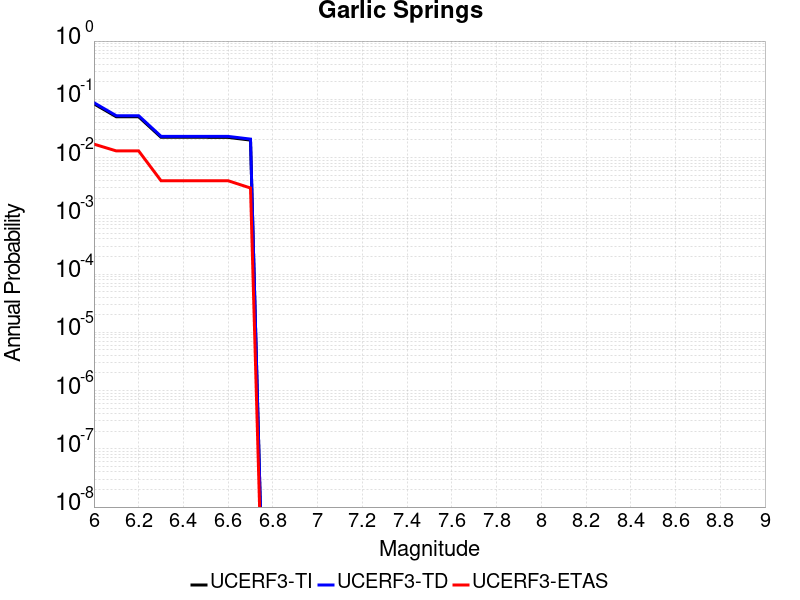 Garlic Springs
10^0
10^-1
10^-2
10^-3
10^-4
10^-5
10^-6
10^-7
10^-8
Annual Probability
6 6.2 6.4 6.6 6.8 7 7.2 7.4 7.6 7.8 8 8.2 8.4 8.6 8.8 9
Magnitude
UCERF3-TI UCERF3-TD UCERF3-ETAS